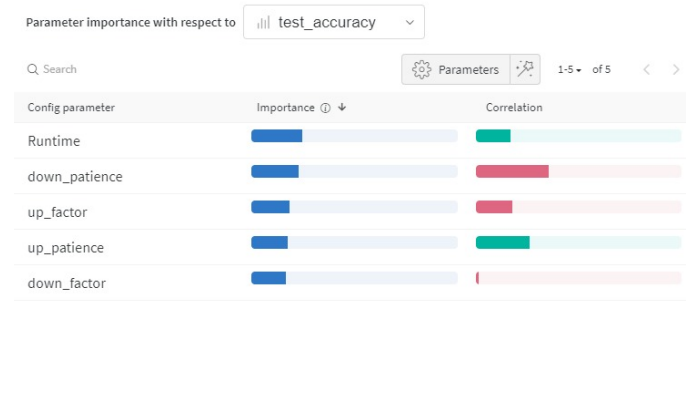 Parameter importance with respect to test_accuracy
Search Parameters 1-5 of 5
Config parameter Importance Correlation
Runtime
down_patience
up_factor
up_patience
down_factor